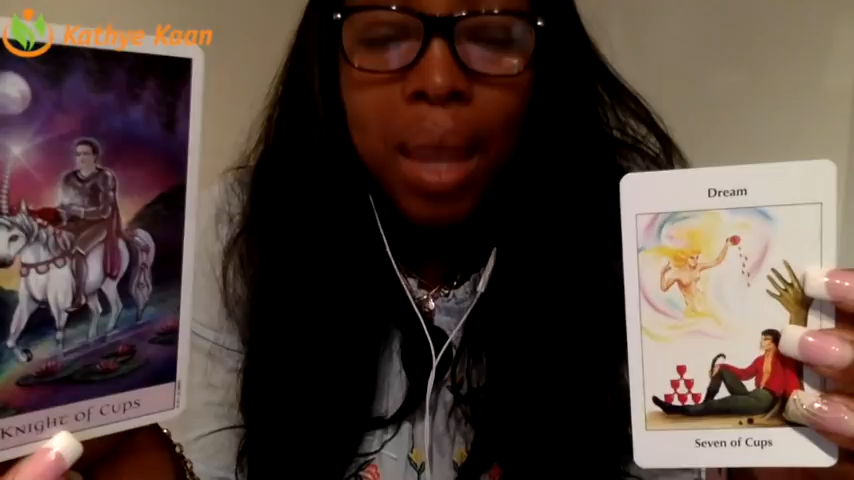 Kathye Kaan
Knight of Cups
Dream
Seven of Cups